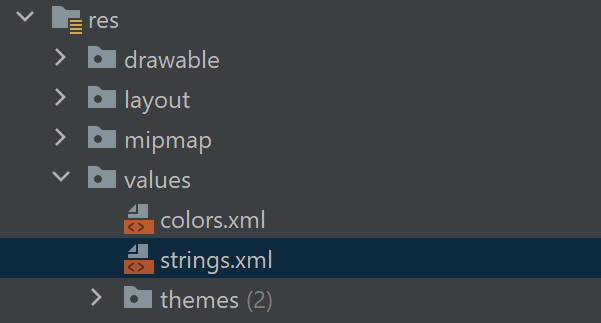 res
drawable
layout
mipmap
values
colors.xml
strings.xml
themes (2)